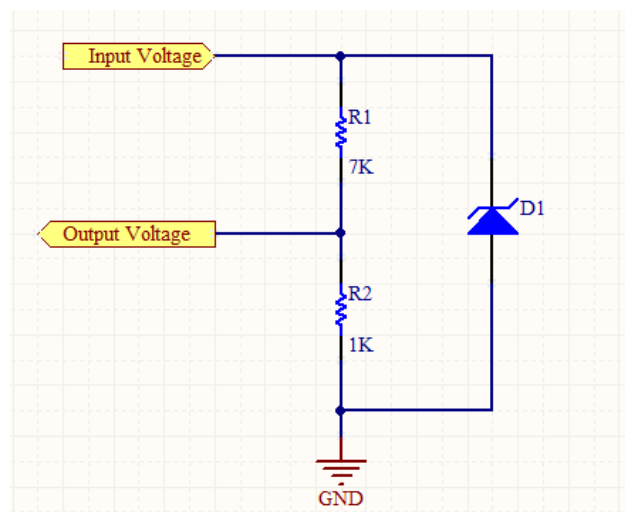 Input Voltage
R1
7K
D1
Output Voltage
R2
1K
GND